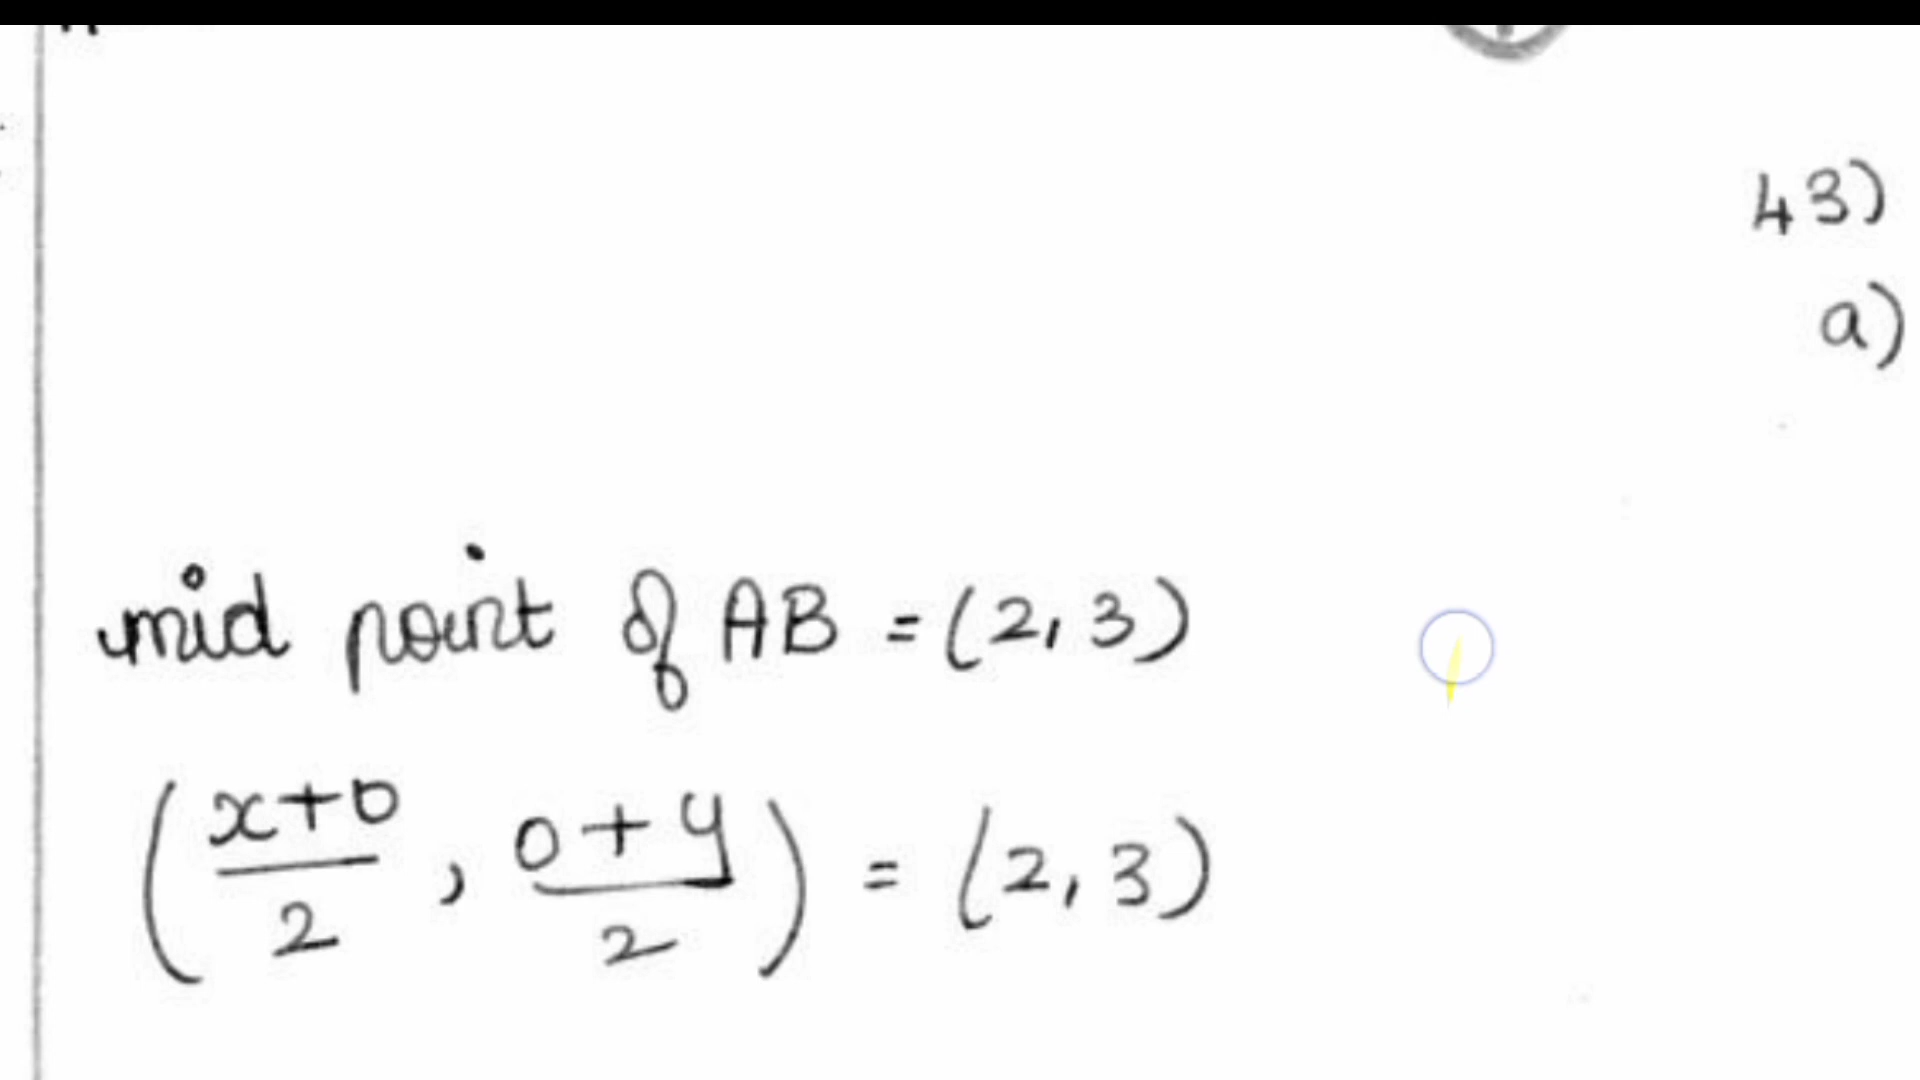 43)
a)
mid point of AB = (2, 3)
(x+0/2, 0+y/2) = (2, 3)